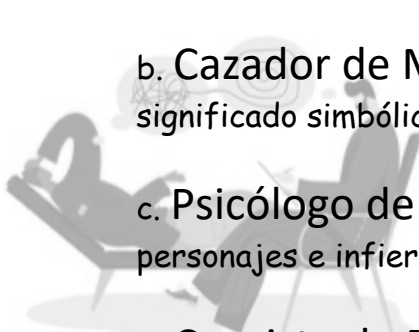 b. Cazador de
significado simbólic
c. Psicólogo de
personajes e infier